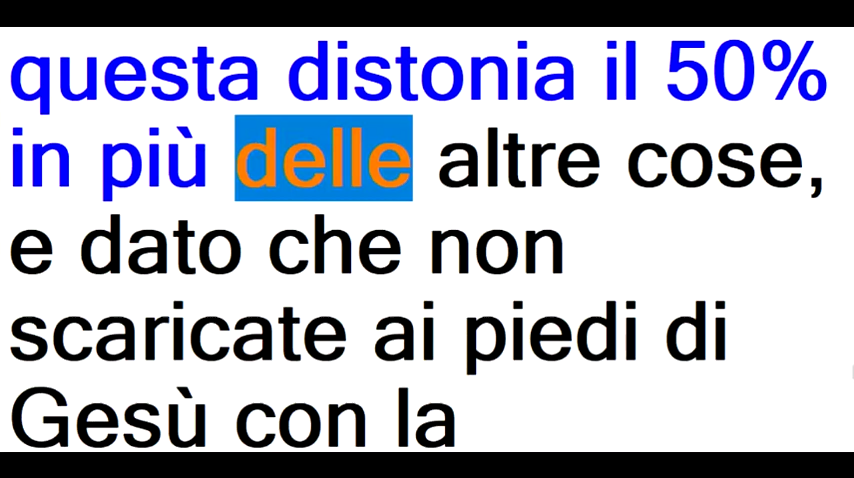 questa distonia il 50%
in più delle altre cose,
e dato che non
scaricate ai piedi di
Gesù con la